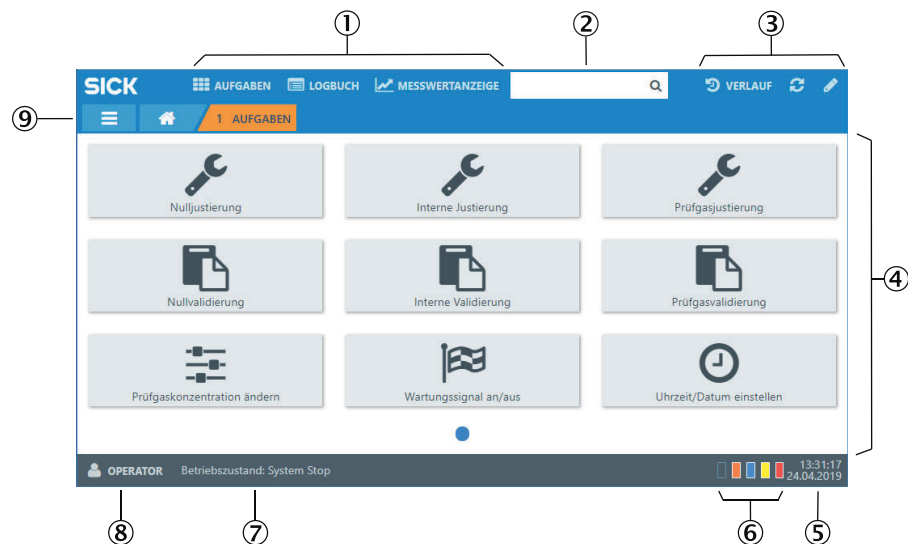 ① ② ③
SICK AUFGABEN LOGBUCH MESSWERTANZEIGE VERLAUF
⑨ 1 AUFGABEN
Nulljustierung Interne Justierung Prüfgasjustierung
④
Nullvalidierung Interne Validierung Prüfgasvalidierung
Prüfgaskonzentration ändern Wartungssignal an/aus Uhrzeit/Datum einstellen
OPERATOR Betriebszustand: System Stop 13:31:17
24.04.2019
⑧ ⑦ ⑥ ⑤